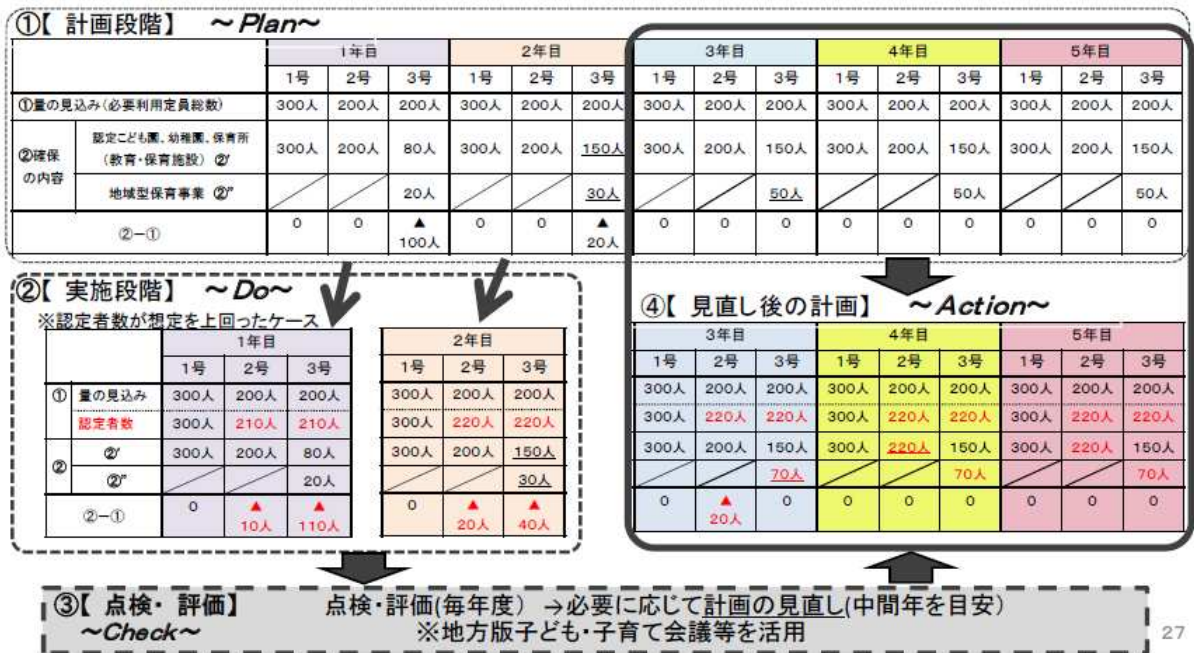 ①【 計画段階】 ~Plan~
1年目 2年目 3年目 4年目 5年目
1号 2号 3号 1号 2号 3号 1号 2号 3号 1号 2号 3号 1号 2号 3号
①量の見込み(必要利用定員総数) 300人 200人 200人 300人 200人 200人 300人 200人 200人 300人 200人 200人 300人 200人 200人
②確保の内容
認定こども園、幼稚園、保育所
(教育・保育施設) ②' 300人 200人 80人 300人 200人 150人 300人 200人 150人 300人 200人 150人 300人 200人 150人
地域型保育事業 ②" 20人 30人 50人 50人 50人
②-① 0 0 ▲100人 0 0 ▲20人 0 0 0 0 0 0 0 0 0
②【 実施段階】 ~Do~
※認定者数が想定を上回ったケース
1年目 2年目
1号 2号 3号 1号 2号 3号
① 量の見込み 300人 200人 200人 300人 200人 200人
認定者数 300人 210人 210人 300人 220人 220人
② ②' 300人 200人 80人 300人 200人 150人
②" 20人 30人
②-① 0 ▲10人 ▲110人 0 ▲20人 ▲40人
④【 見直し後の計画】 ~Action~
3年目 4年目 5年目
1号 2号 3号 1号 2号 3号 1号 2号 3号
300人 200人 200人 300人 200人 200人 300人 200人 200人
300人 220人 220人 300人 220人 220人 300人 220人 220人
300人 200人 150人 300人 220人 150人 300人 220人 150人
70人 70人 70人
0 ▲20人 0 0 0 0 0 0 0
③【 点検・ 評価】 点検・評価(毎年度) →必要に応じて計画の見直し(中間年を目安)
~Check~ ※地方版子ども・子育て会議等を活用
27